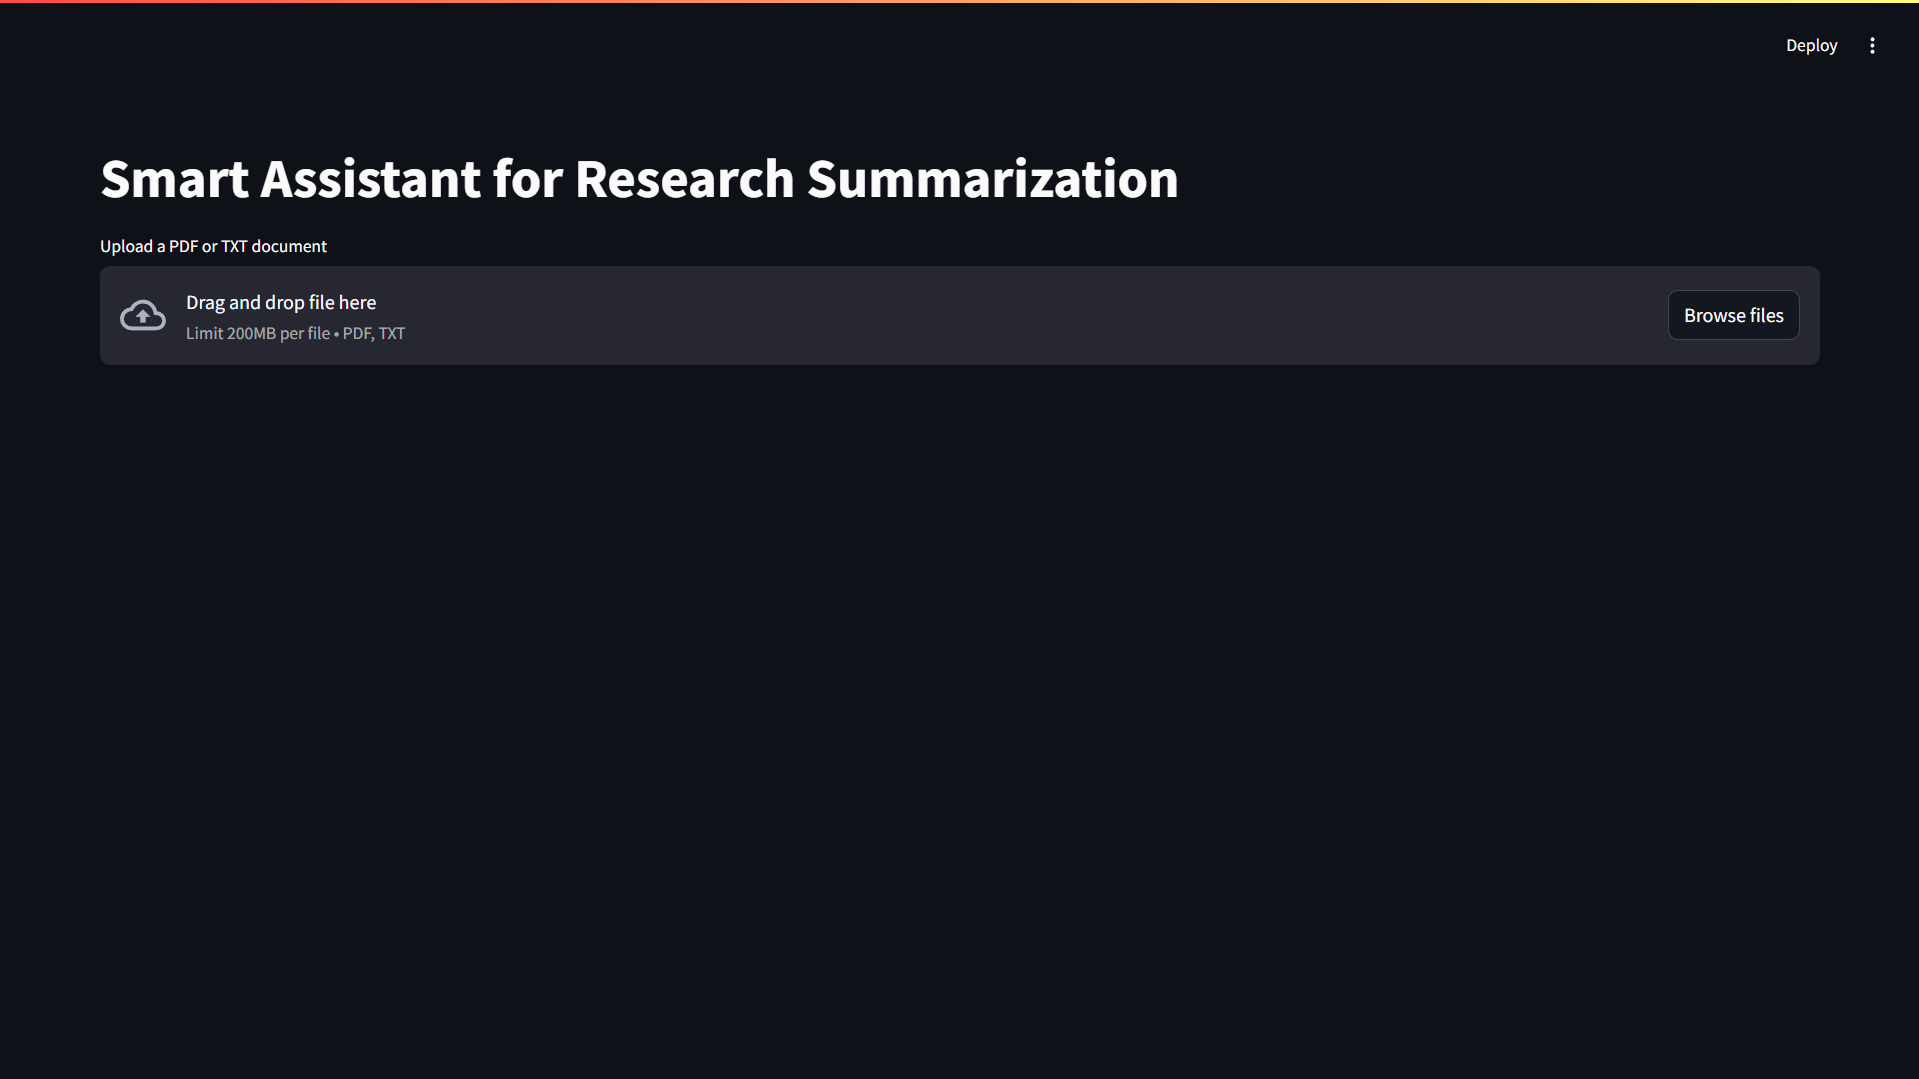 Deploy
Smart Assistant for Research Summarization
Upload a PDF or TXT document
Drag and drop file here
Limit 200MB per file • PDF, TXT
Browse files